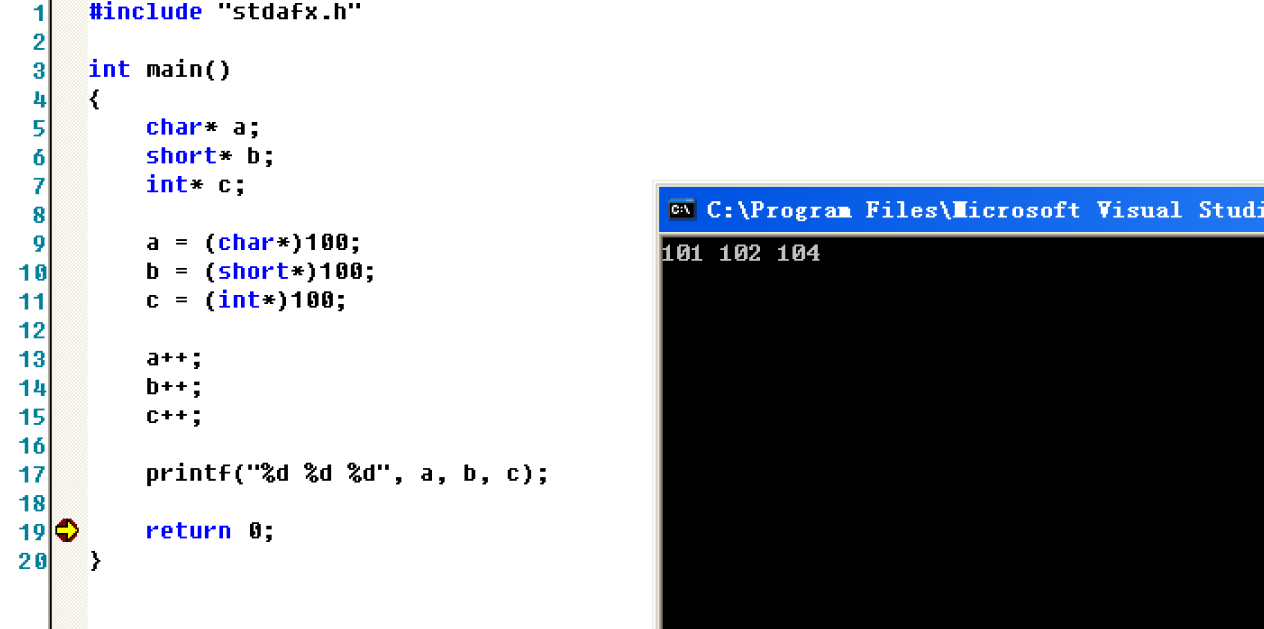 1 #include "stdafx.h"
2
3 int main()
4 {
5 char* a;
6 short* b;
7 int* c;
8
9 a = (char*)100;
10 b = (short*)100;
11 c = (int*)100;
12
13 a++;
14 b++;
15 c++;
16
17 printf("%d %d %d", a, b, c);
18
19 return 0;
20 }
C:\Program Files\Microsoft Visual Studi
101 102 104